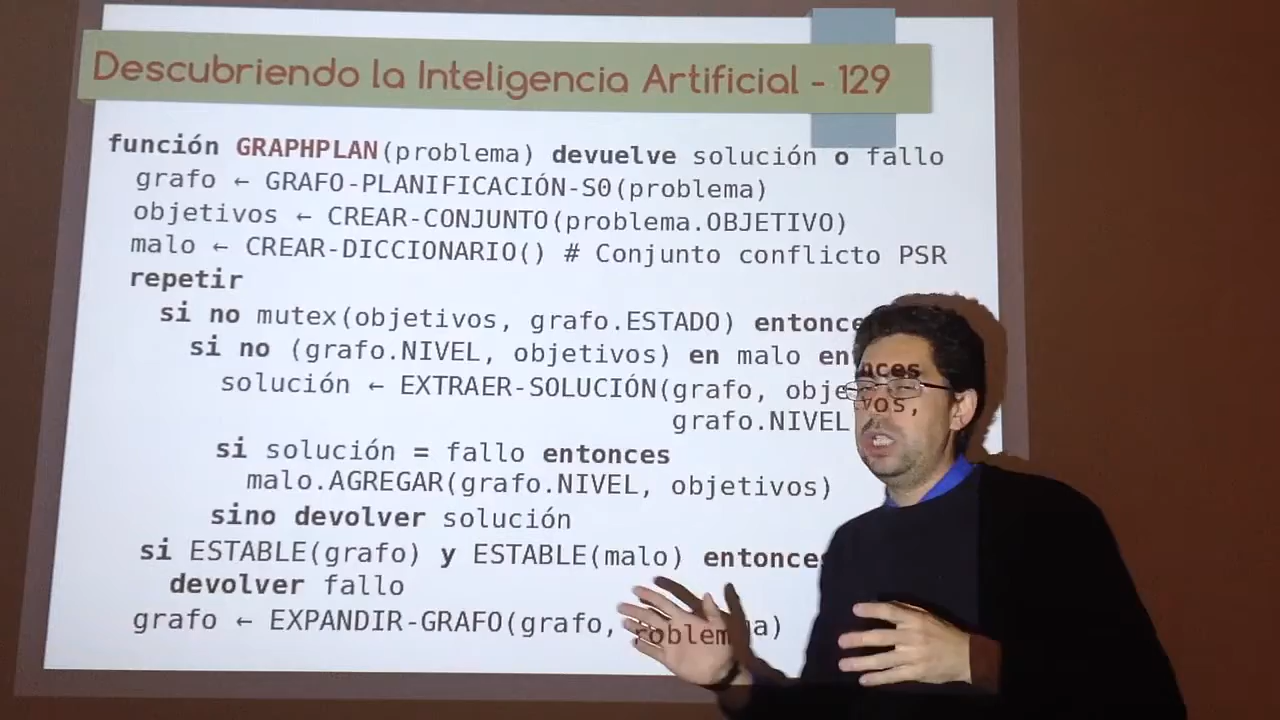 Descubriendo la Inteligencia Artificial - 129
función GRAPHPLAN(problema) devuelve solución o fallo
grafo ← GRAFO-PLANIFICACIÓN-S0(problema)
objetivos ← CREAR-CONJUNTO(problema.OBJETIVO)
malo ← CREAR-DICCIONARIO() # Conjunto conflicto PSR
repetir
si no mutex(objetivos, grafo.ESTADO) entonce
si no (grafo.NIVEL, objetivos) en malo entonces
solución ← EXTRAER-SOLUCIÓN(grafo, objetivos,
grafo.NIVEL
si solución = fallo entonces
malo.AGREGAR(grafo.NIVEL, objetivos)
sino devolver solución
si ESTABLE(grafo) y ESTABLE(malo) entonces
devolver fallo
grafo ← EXPANDIR-GRAFO(grafo, problema)